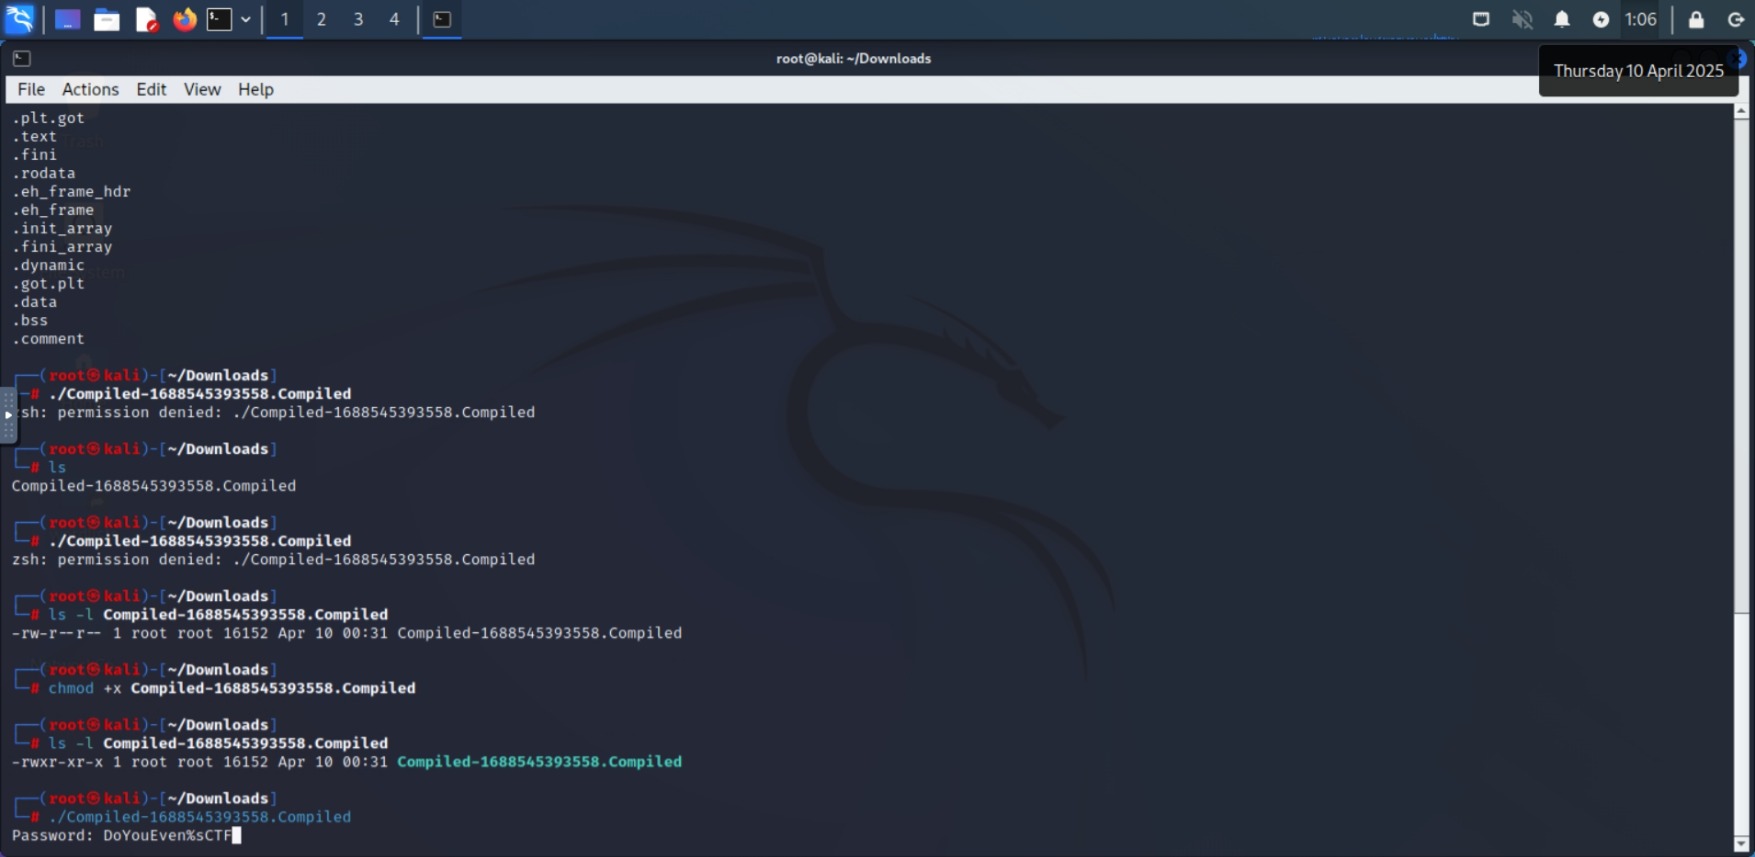 1 2 3 4 1:06
root@kali: ~/Downloads
Thursday 10 April 2025
File Actions Edit View Help
.plt.got
.text
.fini
.rodata
.eh_frame_hdr
.eh_frame
.init_array
.fini_array
.dynamic
.got.plt
.data
.bss
.comment
(root㉿kali)-[~/Downloads]
# ./Compiled-1688545393558.Compiled
zsh: permission denied: ./Compiled-1688545393558.Compiled
(root㉿kali)-[~/Downloads]
# ls
Compiled-1688545393558.Compiled
(root㉿kali)-[~/Downloads]
# ./Compiled-1688545393558.Compiled
zsh: permission denied: ./Compiled-1688545393558.Compiled
(root㉿kali)-[~/Downloads]
# ls -l Compiled-1688545393558.Compiled
-rw-r--r-- 1 root root 16152 Apr 10 00:31 Compiled-1688545393558.Compiled
(root㉿kali)-[~/Downloads]
# chmod +x Compiled-1688545393558.Compiled
(root㉿kali)-[~/Downloads]
# ls -l Compiled-1688545393558.Compiled
-rwxr-xr-x 1 root root 16152 Apr 10 00:31 Compiled-1688545393558.Compiled
(root㉿kali)-[~/Downloads]
# ./Compiled-1688545393558.Compiled
Password: DoYouEven%sCTF